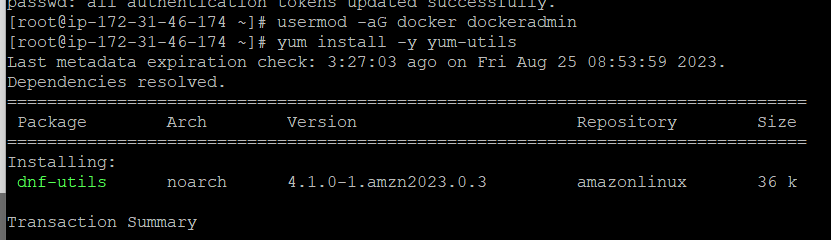 passwd: all authentication tokens updated successfully.
[root@ip-172-31-46-174 ~]# usermod -aG docker dockeradmin
[root@ip-172-31-46-174 ~]# yum install -y yum-utils
Last metadata expiration check: 3:27:03 ago on Fri Aug 25 08:53:59 2023.
Dependencies resolved.
================================================================================
Package Arch Version Repository Size
================================================================================
Installing:
dnf-utils noarch 4.1.0-1.amzn2023.0.3 amazonlinux 36 k
Transaction Summary